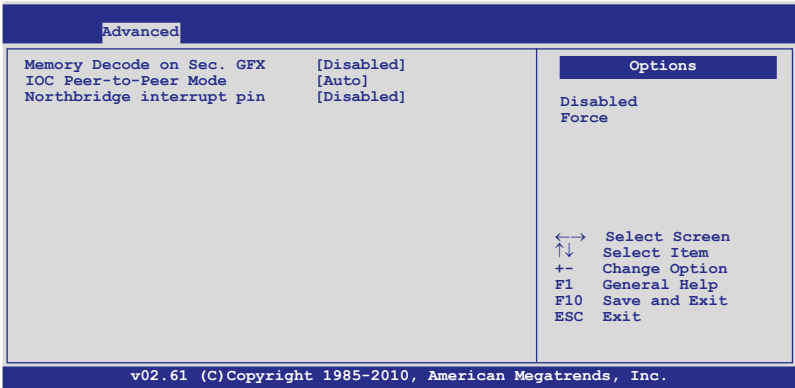 Advanced
Memory Decode on Sec. GFX [Disabled]
IOC Peer-to-Peer Mode [Auto]
Northbridge interrupt pin [Disabled]
Options
Disabled
Force
←→ Select Screen
↑↓ Select Item
+- Change Option
F1 General Help
F10 Save and Exit
ESC Exit
v02.61 (C)Copyright 1985-2010, American Megatrends, Inc.